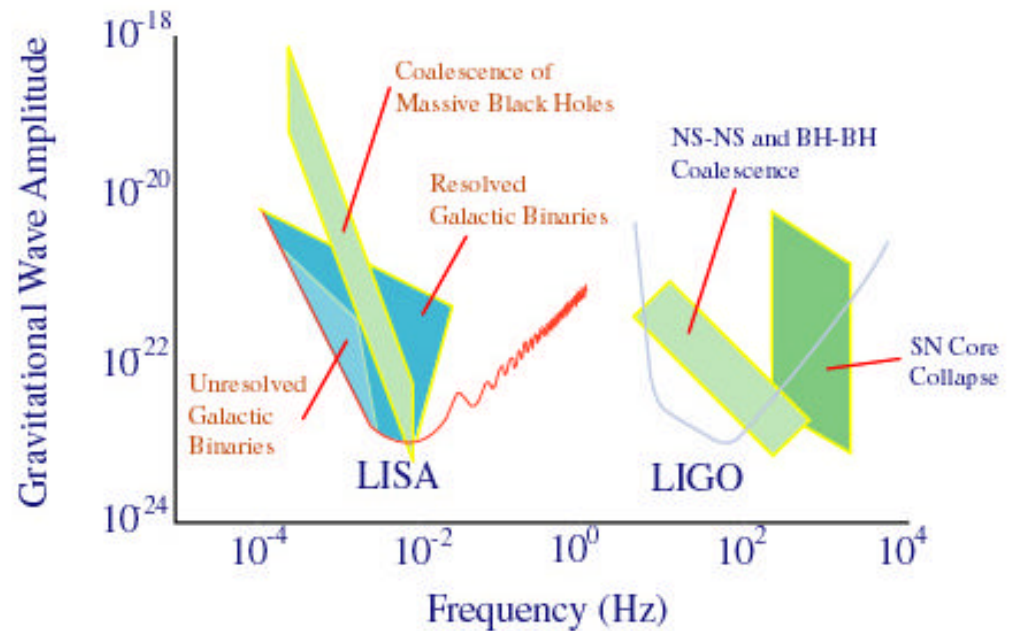 Gravitational Wave Amplitude
10-18
10-20
10-22
10-24
Coalescence of
Massive Black Holes
Resolved
Galactic Binaries
NS-NS and BH-BH
Coalescence
Unresolved
Galactic
Binaries
SN Core
Collapse
LISA
LIGO
10-4
10-2
100
102
104
Frequency (Hz)